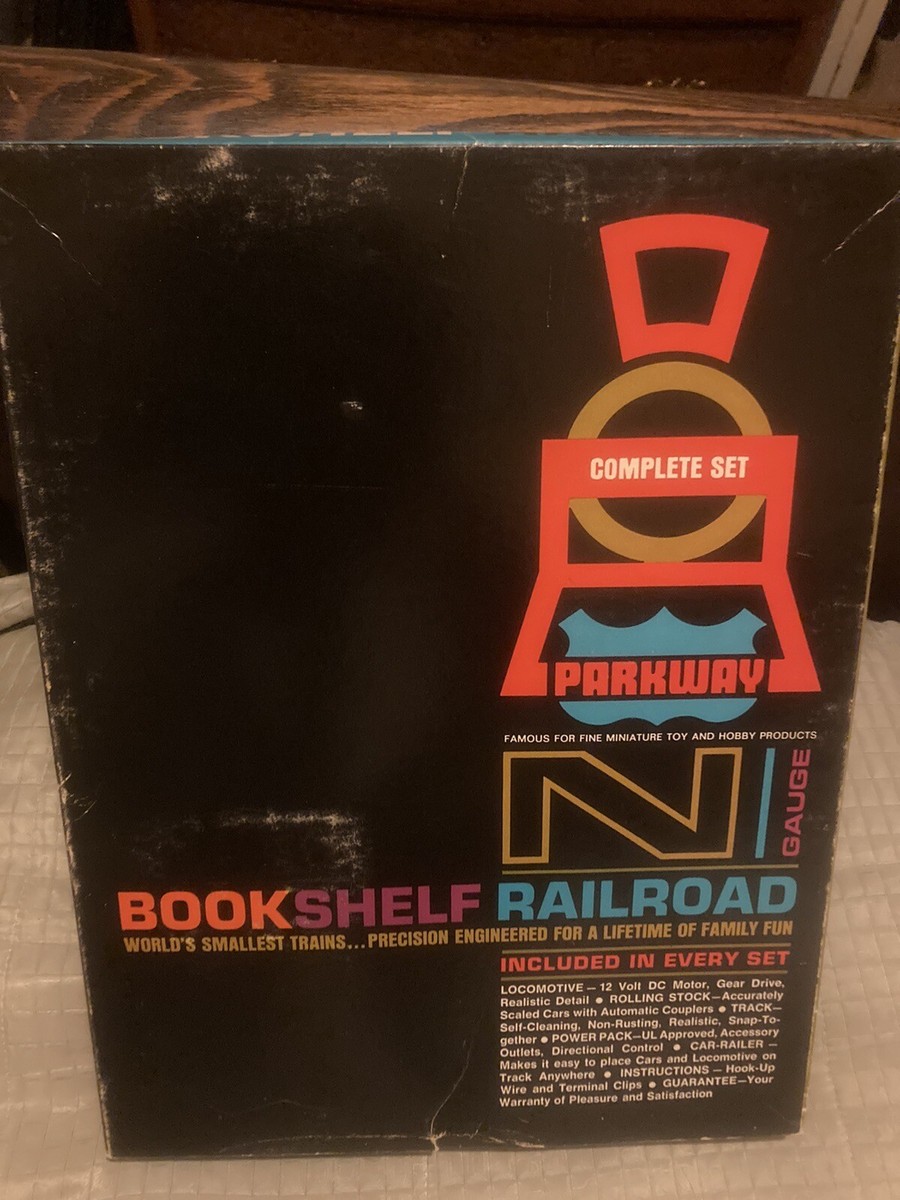 COMPLETE SET
PARKWAY
FAMOUS FOR FINE MINIATURE TOY AND HOBBY PRODUCTS
N GAUGE
BOOKSHELF RAILROAD
WORLD'S SMALLEST TRAINS...PRECISION ENGINEERED FOR A LIFETIME OF FAMILY FUN
INCLUDED IN EVERY SET
LOCOMOTIVE — 12 Volt DC Motor, Gear Drive,
Realistic Detail ● ROLLING STOCK—Accurately
Scaled Cars with Automatic Couplers ● TRACK—
Self-Cleaning, Non-Rusting, Realistic, Snap-To-
gether ● POWER PACK—UL Approved, Accessory
Outlets, Directional Control ● CAR-RAILER —
Makes it easy to place Cars and Locomotive on
Track Anywhere ● INSTRUCTIONS — Hook-Up
Wire and Terminal Clips ● GUARANTEE—Your
Warranty of Pleasure and Satisfaction